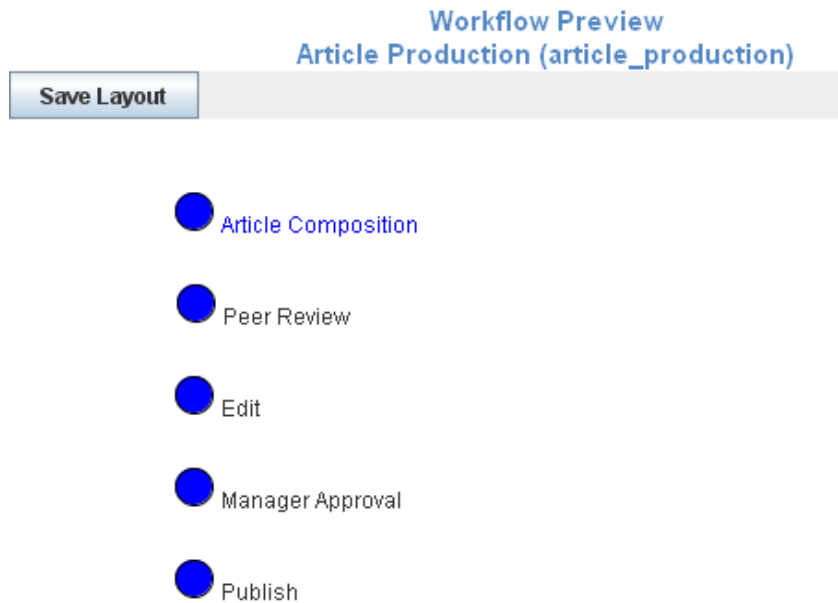 Workflow Preview
Article Production (article_production)
Save Layout
Article Composition
Peer Review
Edit
Manager Approval
Publish